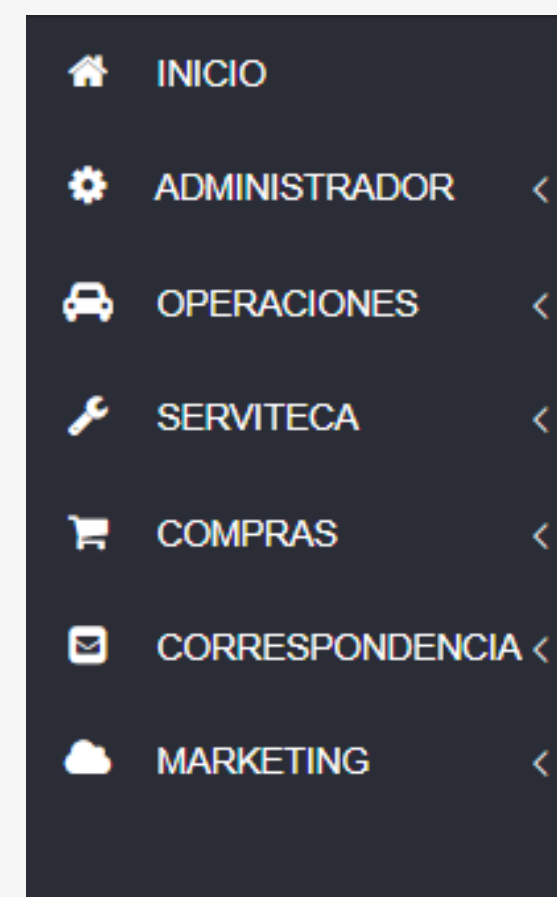 INICIO
ADMINISTRADOR
OPERACIONES
SERVITECA
COMPRAS
CORRESPONDENCIA
MARKETING